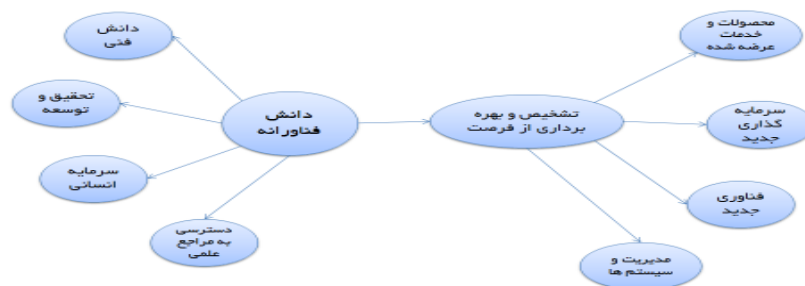 دانش
فنی
تحقیق و
توسعه
سرمایه
انسانی
دسترسی
به مراجع
علمی
دانش
فناورانه
تشخیص و بهره
برداری از فرصت
محصولات و
خدمات
عرضه شده
سرمایه
گذاری
جدید
فناوری
جدید
مدیریت و
سیستم ها